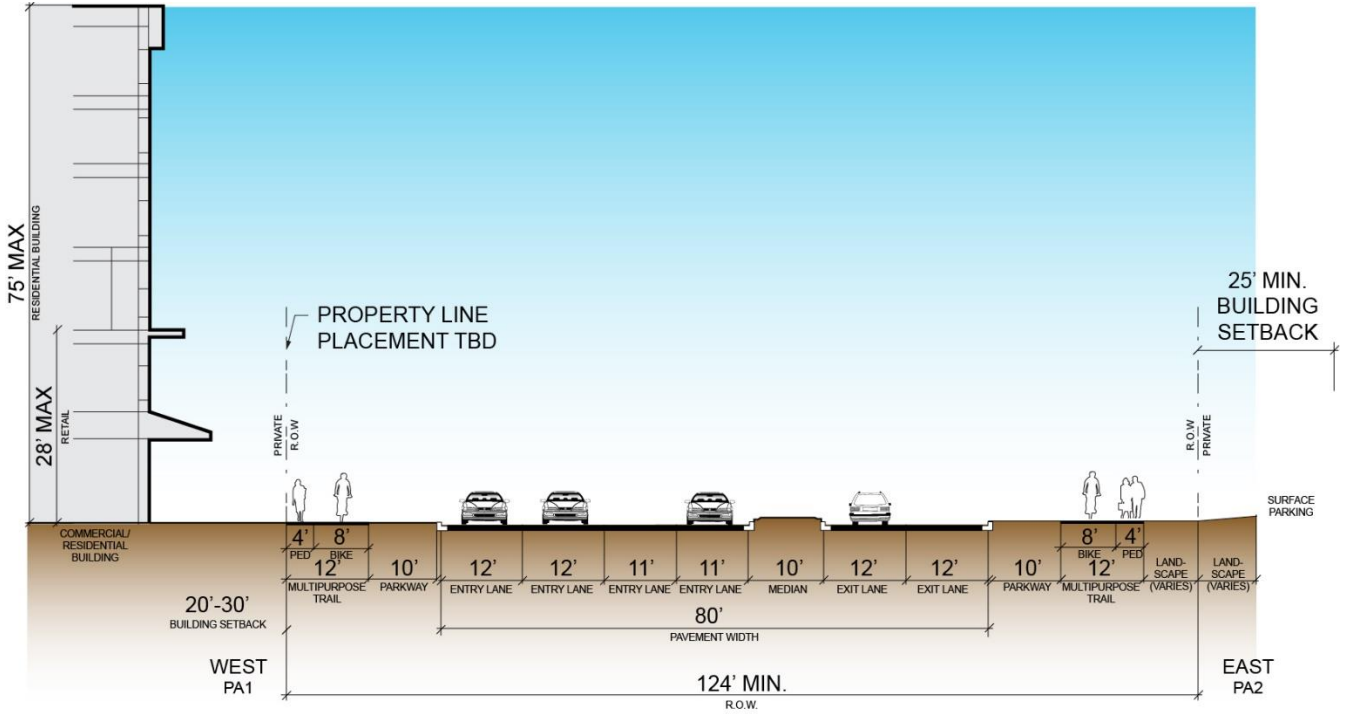 75’ MAX
RESIDENTIAL BUILDING
28’ MAX
RETAIL
PROPERTY LINE
PLACEMENT TBD
25’ MIN.
BUILDING
SETBACK
PRIVATE
R.O.W
R.O.W
PRIVATE
SURFACE
PARKING
COMMERCIAL/
RESIDENTIAL
BUILDING
4’
PED
8’
BIKE
12’
MULTIPURPOSE
TRAIL
10’
PARKWAY
12’
ENTRY LANE
12’
ENTRY LANE
11’
ENTRY LANE
11’
ENTRY LANE
10’
MEDIAN
12’
EXIT LANE
12’
EXIT LANE
10’
PARKWAY
8’
BIKE
4’
PED
12’
MULTIPURPOSE
TRAIL
LAND-
SCAPE
(VARIES)
LAND-
SCAPE
(VARIES)
20’-30’
BUILDING SETBACK
80’
PAVEMENT WIDTH
WEST
PA1
124’ MIN.
R.O.W.
EAST
PA2